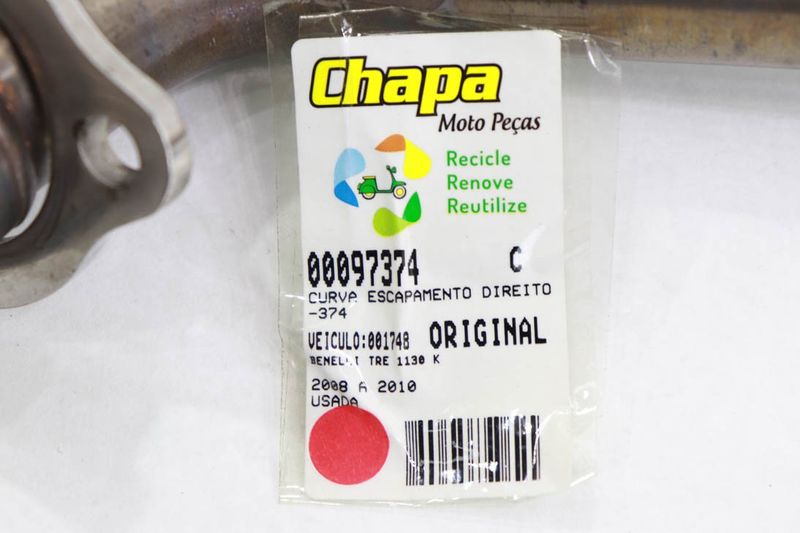 Chapa
Moto Peças
Recicle
Renove
Reutilize
00097374 C
CURVA ESCAPAMENTO DIREITO
-374
VEICULO:001748 ORIGINAL
BENELLI TRE 1130 K
2008 A 2010
USADA